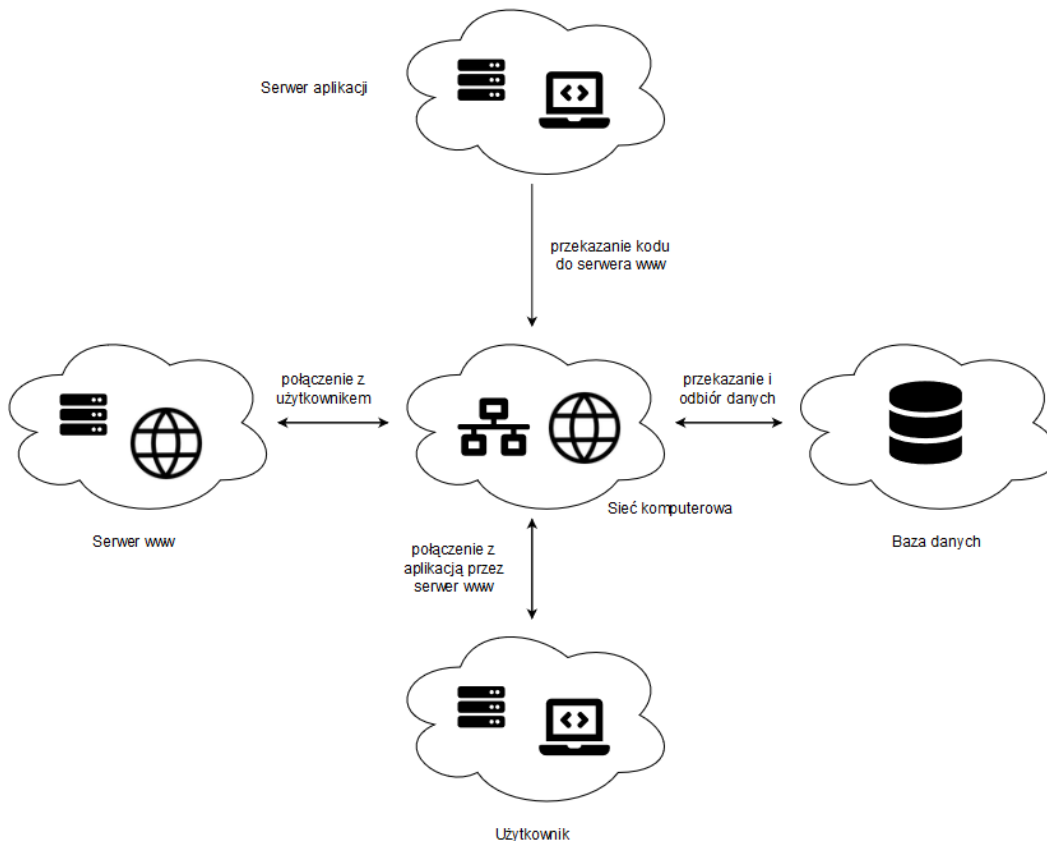 Serwer aplikacji
przekazanie kodu
do serwera www
połączenie z
użytkownikem
przekazanie i
odbiór danych
Sieć komputerowa
Serwer www
Baza danych
połączenie z
aplikacją przez
serwer www
Użytkownik